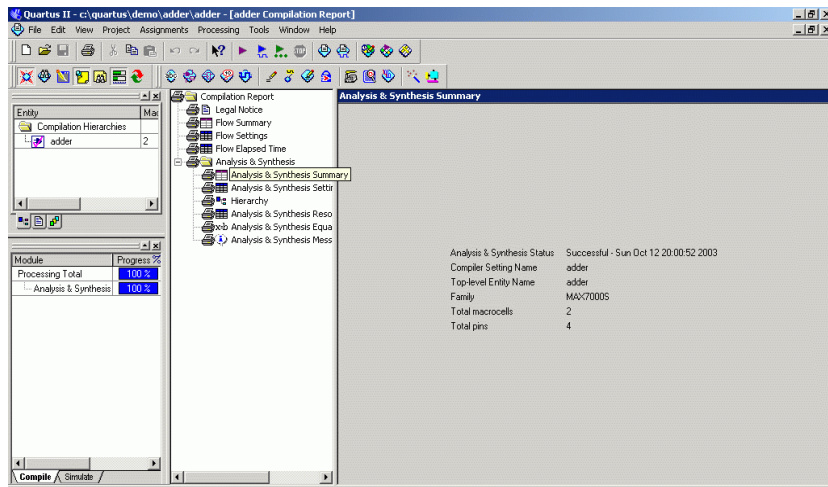 Quartus II - c:\quartus\demo\adder\adder - [adder Compilation Report]
File Edit View Project Assignments Processing Tools Window Help
Entity Mac
Compilation Hierarchies
adder 2
Module Progress %
Processing Total 100 %
Analysis & Synthesis 100 %
Compile Simulate
Compilation Report
Legal Notice
Flow Summary
Flow Settings
Flow Elapsed Time
Analysis & Synthesis
Analysis & Synthesis Summary
Analysis & Synthesis Settin
Hierarchy
Analysis & Synthesis Reso
Analysis & Synthesis Equa
Analysis & Synthesis Mess
Analysis & Synthesis Summary
Analysis & Synthesis Status Successful - Sun Oct 12 20:00:52 2003
Compiler Setting Name adder
Top-level Entity Name adder
Family MAX7000S
Total macrocells 2
Total pins 4